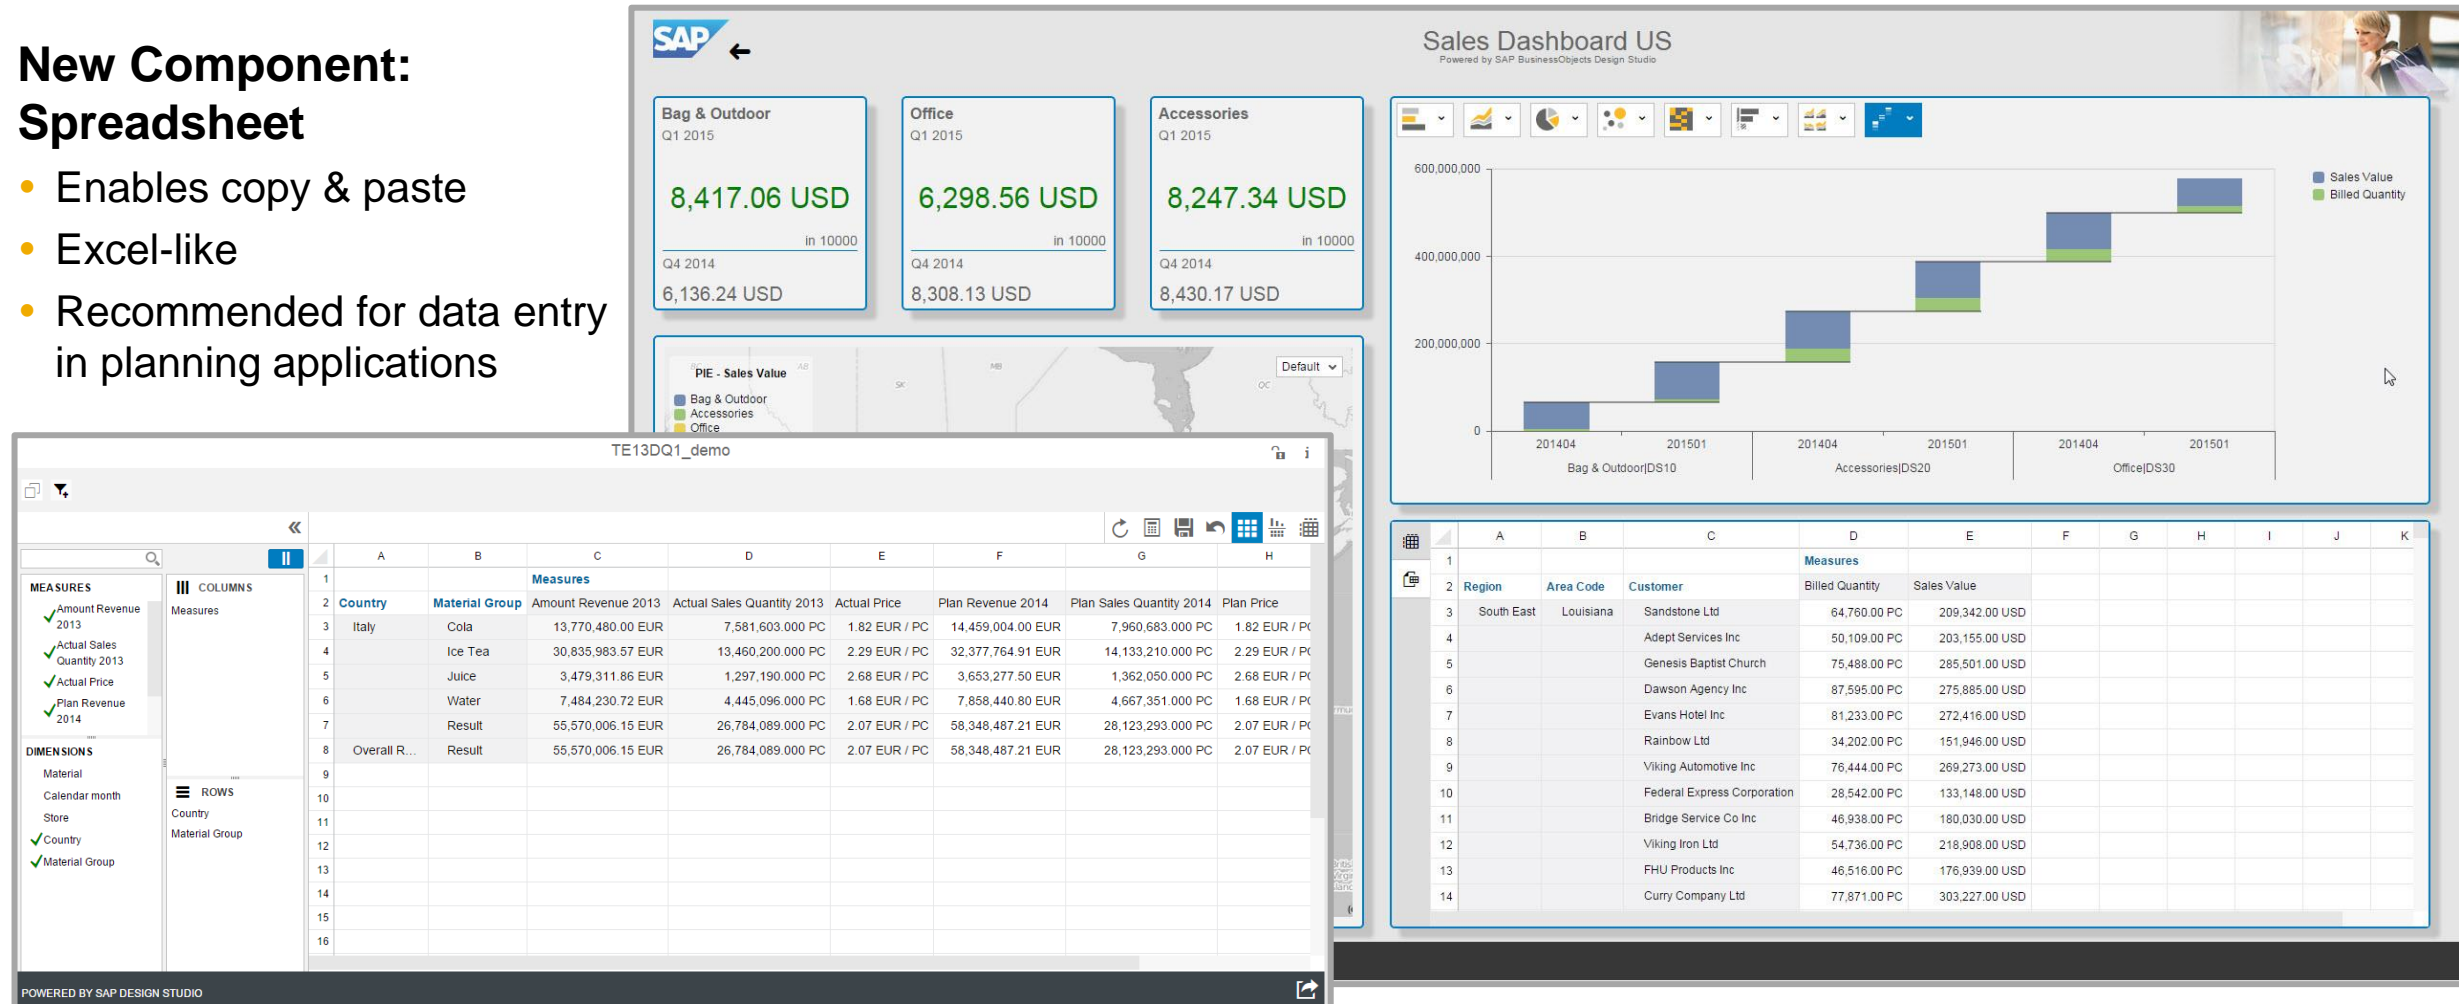 New Component:
Spreadsheet
• Enables copy & paste
• Excel-like
• Recommended for data entry
in planning applications
SAP
Sales Dashboard US
Powered by SAP BusinessObjects Design Studio
Bag & Outdoor
Q1 2015
8,417.06 USD
in 10000
Q4 2014
6,136.24 USD
Office
Q1 2015
6,298.56 USD
in 10000
Q4 2014
8,308.13 USD
Accessories
Q1 2015
8,247.34 USD
in 10000
Q4 2014
8,430.17 USD
PIE - Sales Value
Bag & Outdoor
Accessories
Office
AB
SK
MB
QC
Default
600,000,000
400,000,000
200,000,000
0
201404 201501 201404 201501 201404 201501
Bag & Outdoor|DS10 Accessories|DS20 Office|DS30
Sales Value
Billed Quantity
A B C D E F G H I J K
1 Measures
2 Region Area Code Customer Billed Quantity Sales Value
3 South East Louisiana Sandstone Ltd 64,760.00 PC 209,342.00 USD
4 Adept Services Inc 50,109.00 PC 203,155.00 USD
5 Genesis Baptist Church 75,488.00 PC 285,501.00 USD
6 Dawson Agency Inc 87,595.00 PC 275,885.00 USD
7 Evans Hotel Inc 81,233.00 PC 272,416.00 USD
8 Rainbow Ltd 34,202.00 PC 151,946.00 USD
9 Viking Automotive Inc 76,444.00 PC 269,273.00 USD
10 Federal Express Corporation 28,542.00 PC 133,148.00 USD
11 Bridge Service Co Inc 46,938.00 PC 180,030.00 USD
12 Viking Iron Ltd 54,736.00 PC 218,908.00 USD
13 FHU Products Inc 46,516.00 PC 176,939.00 USD
14 Curry Company Ltd 77,871.00 PC 303,227.00 USD
TE13DQ1_demo
MEASURES
Amount Revenue
2013
Actual Sales
Quantity 2013
Actual Price
Plan Revenue
2014
DIMENSIONS
Material
Calendar month
Store
Country
Material Group
COLUMNS
Measures
ROWS
Country
Material Group
A B C D E F G H
1 Measures
2 Country Material Group Amount Revenue 2013 Actual Sales Quantity 2013 Actual Price Plan Revenue 2014 Plan Sales Quantity 2014 Plan Price
3 Italy Cola 13,770,480.00 EUR 7,581,603.000 PC 1.82 EUR / PC 14,459,004.00 EUR 7,960,683.000 PC 1.82 EUR / PC
4 Ice Tea 30,835,983.57 EUR 13,460,200.000 PC 2.29 EUR / PC 32,377,764.91 EUR 14,133,210.000 PC 2.29 EUR / PC
5 Juice 3,479,311.86 EUR 1,297,190.000 PC 2.68 EUR / PC 3,653,277.50 EUR 1,362,050.000 PC 2.68 EUR / PC
6 Water 7,484,230.72 EUR 4,445,096.000 PC 1.68 EUR / PC 7,858,440.80 EUR 4,667,351.000 PC 1.68 EUR / PC
7 Result 55,570,006.15 EUR 26,784,089.000 PC 2.07 EUR / PC 58,348,487.21 EUR 28,123,293.000 PC 2.07 EUR / PC
8 Overall R... Result 55,570,006.15 EUR 26,784,089.000 PC 2.07 EUR / PC 58,348,487.21 EUR 28,123,293.000 PC 2.07 EUR / PC
9
10
11
12
13
14
15
16
POWERED BY SAP DESIGN STUDIO